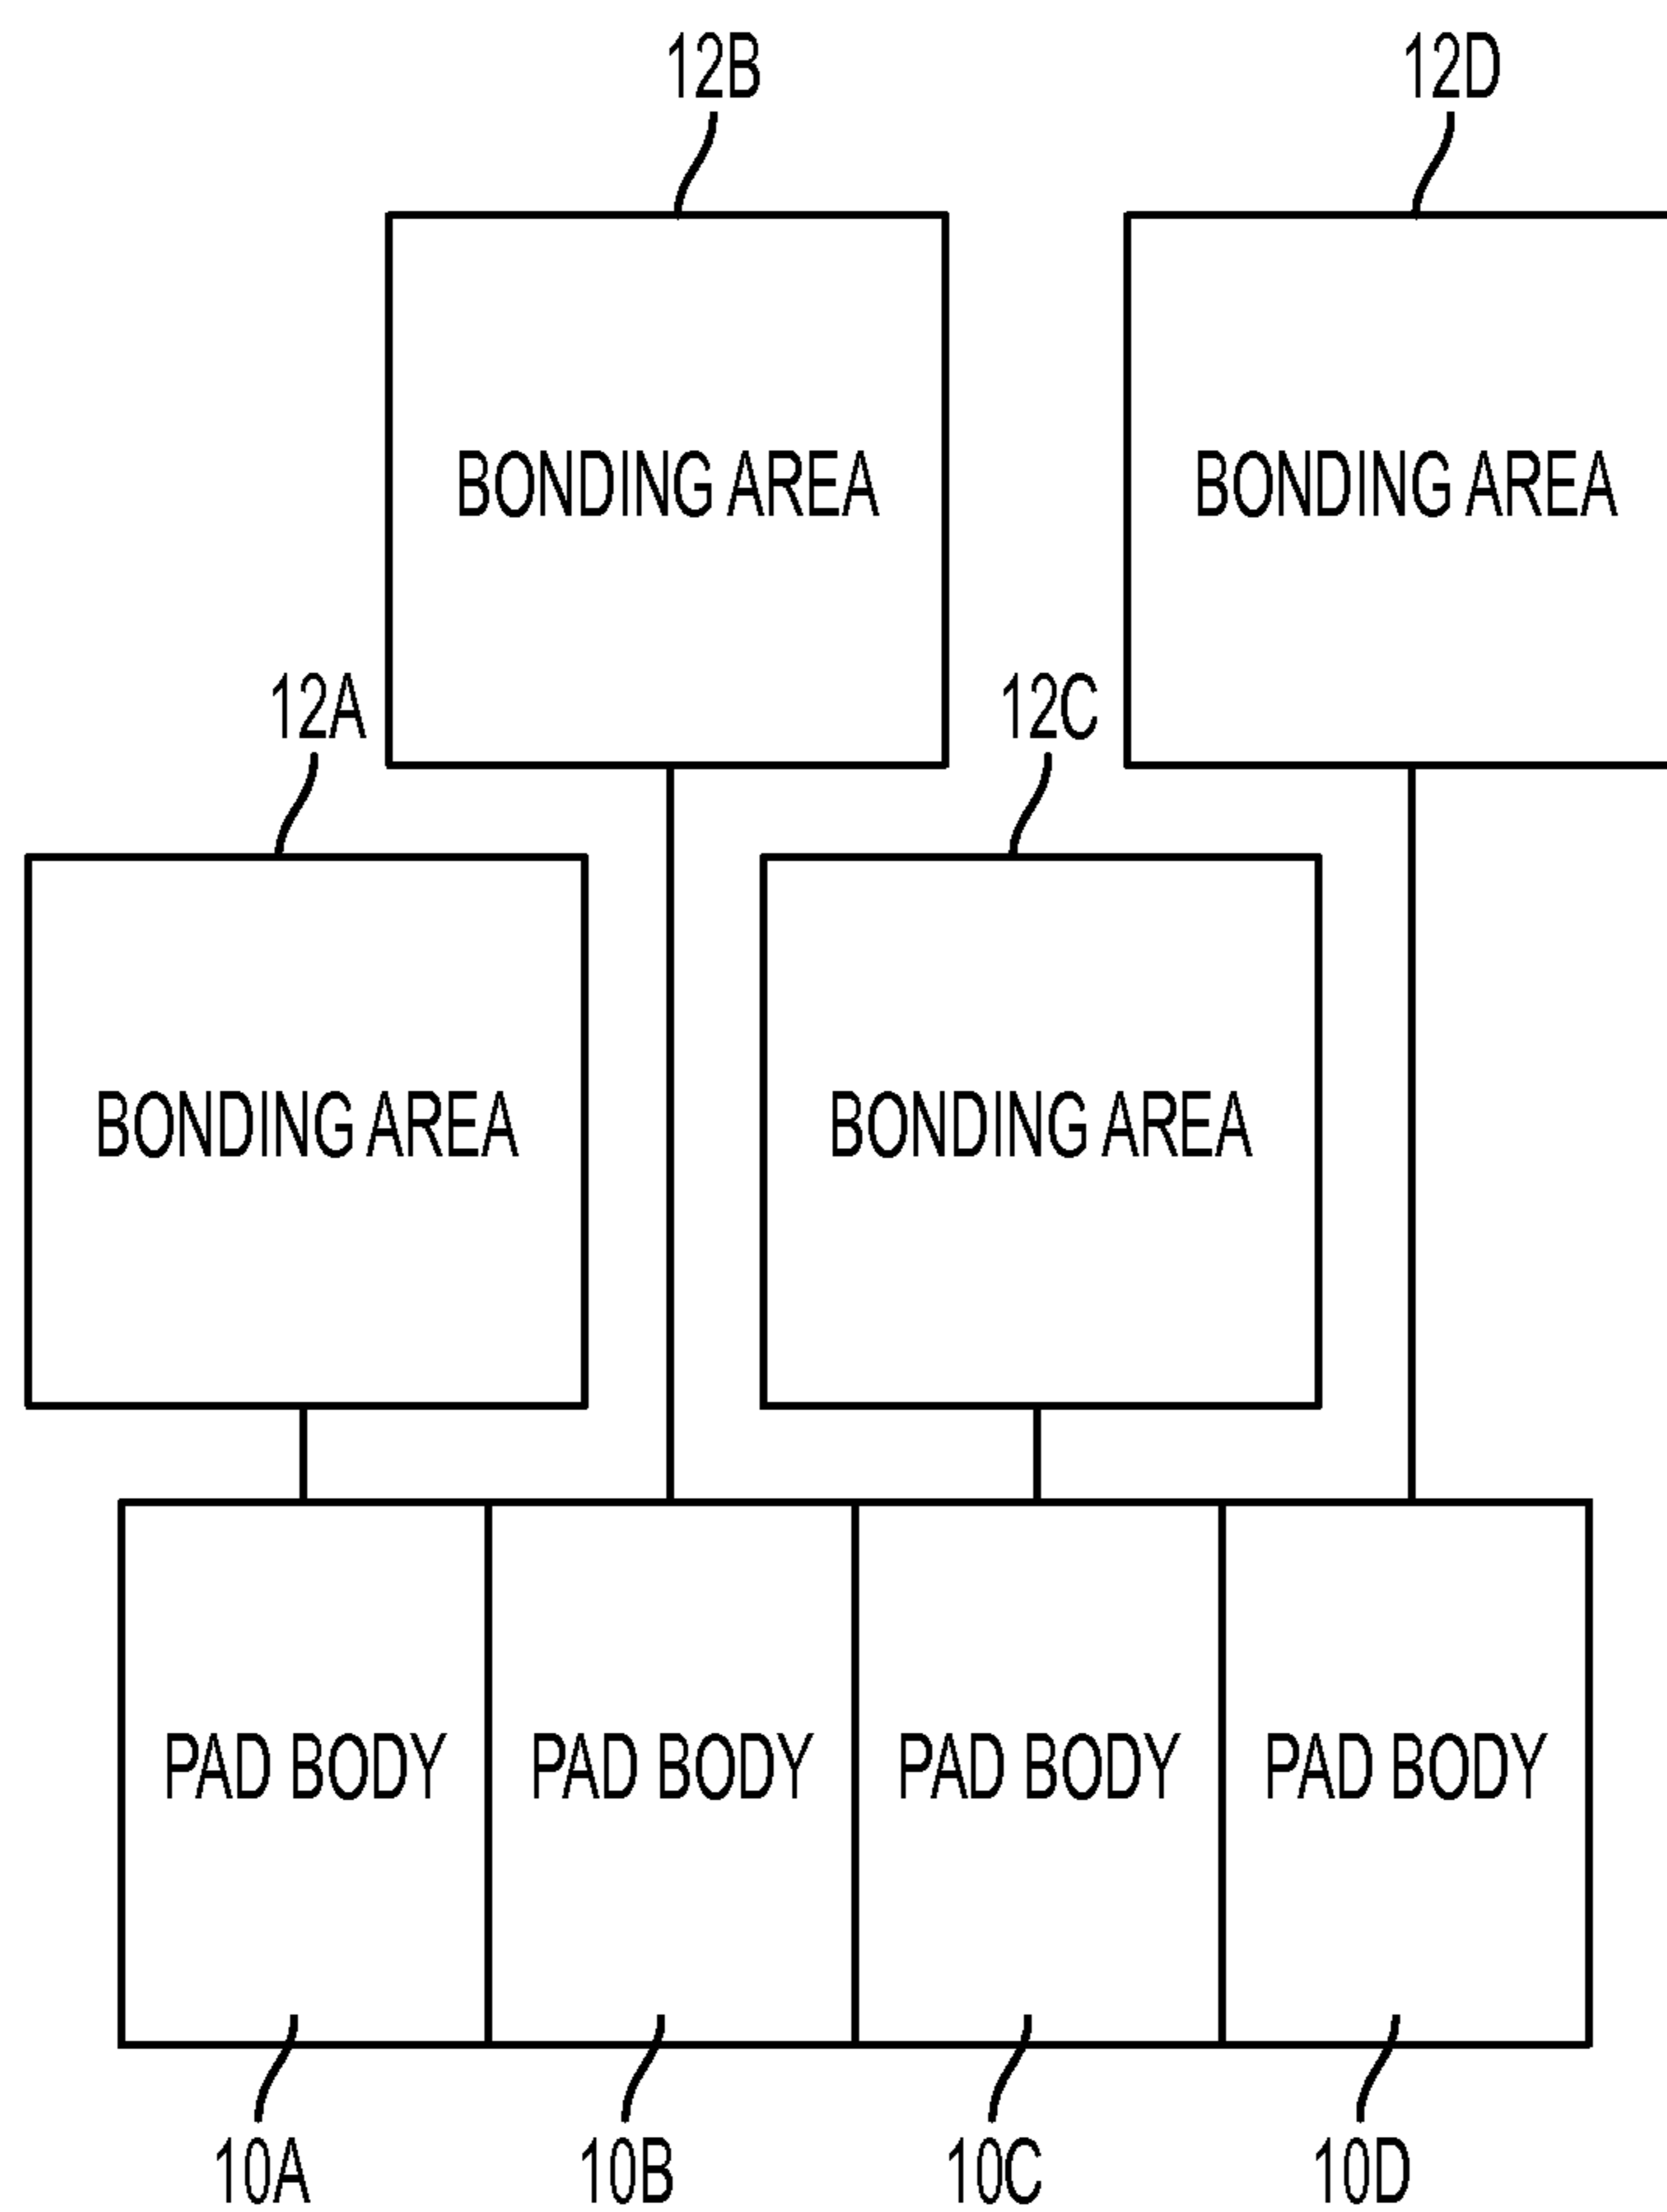 12B
12D
BONDING AREA
BONDING AREA
12A
12C
BONDING AREA
BONDING AREA
PAD BODY
PAD BODY
PAD BODY
PAD BODY
10A
10B
10C
10D